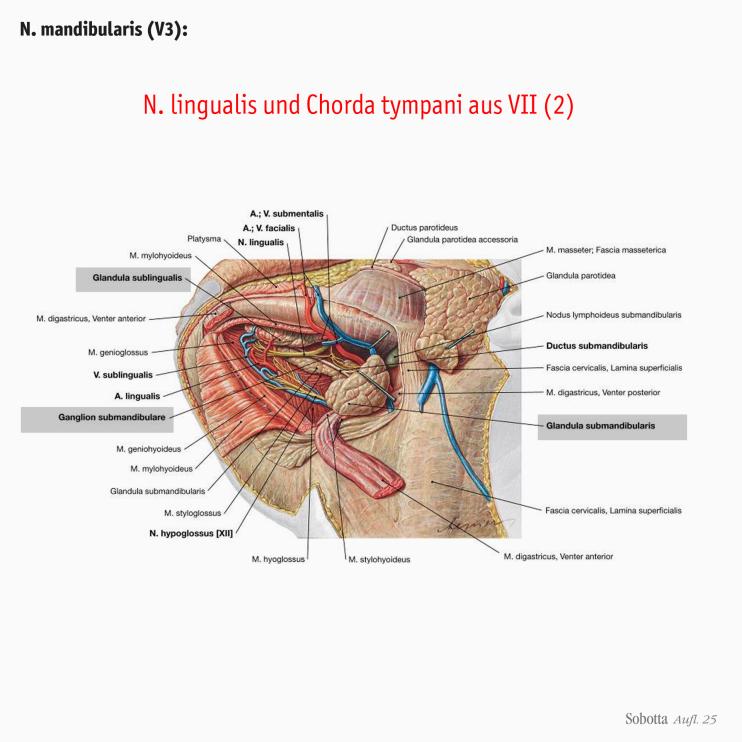 N. mandibularis (V3):
N. lingualis und Chorda tympani aus VII (2)
A.; V. submentalis
A.; V. facialis
N. lingualis
Platysma
M. mylohyoideus
Glandula sublingualis
M. digastricus, Venter anterior
M. genioglossus
V. sublingualis
A. lingualis
Ganglion submandibulare
M. geniohyoideus
M. mylohyoideus
Glandula submandibularis
M. styloglossus
N. hypoglossus [XII]
M. hyoglossus
M. stylohyoideus
Ductus parotideus
Glandula parotidea accessoria
M. masseter; Fascia masseterica
Glandula parotidea
Nodus lymphoideus submandibularis
Ductus submandibularis
Fascia cervicalis, Lamina superficialis
M. digastricus, Venter posterior
Glandula submandibularis
Fascia cervicalis, Lamina superficialis
M. digastricus, Venter anterior
Sobotta Aufl. 25